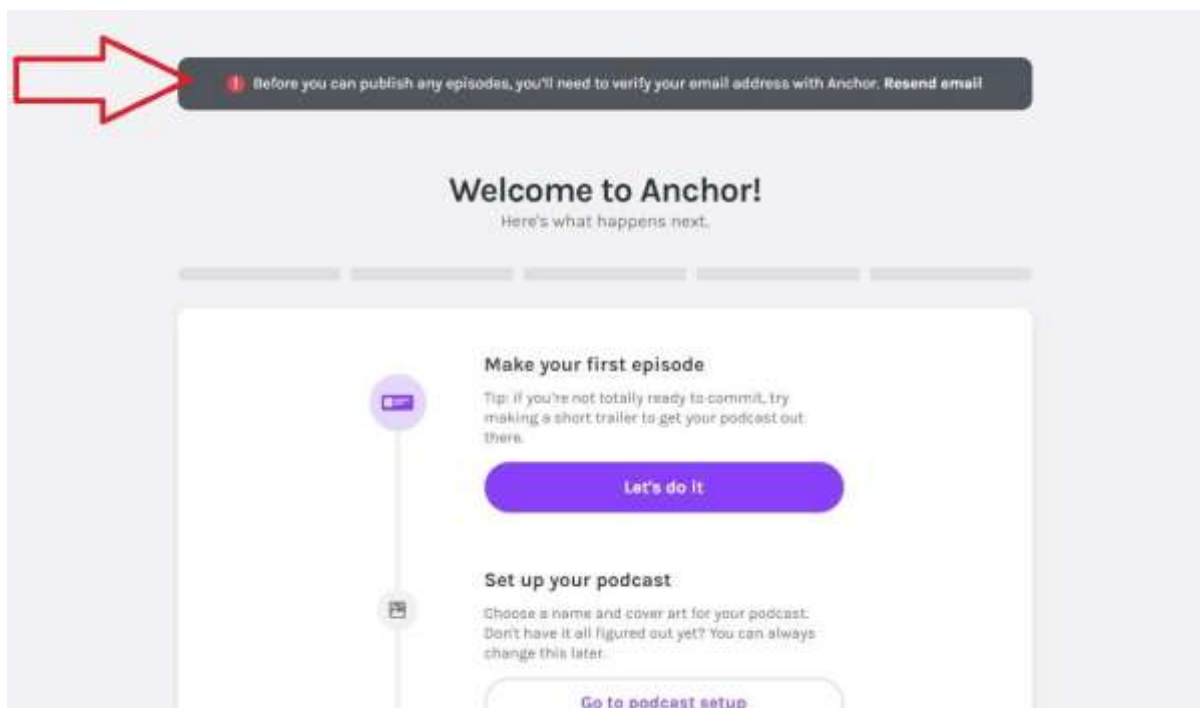 Before you can publish any episodes, you'll need to verify your email address with Anchor. Resend email
Welcome to Anchor!
Here's what happens next.
Make your first episode
Tip: If you're not totally ready to commit, try
making a short trailer to get your podcast out
there.
Let's do it
Set up your podcast
Choose a name and cover art for your podcast.
Don't have it all figured out yet? You can always
change this later.
Go to podcast setup